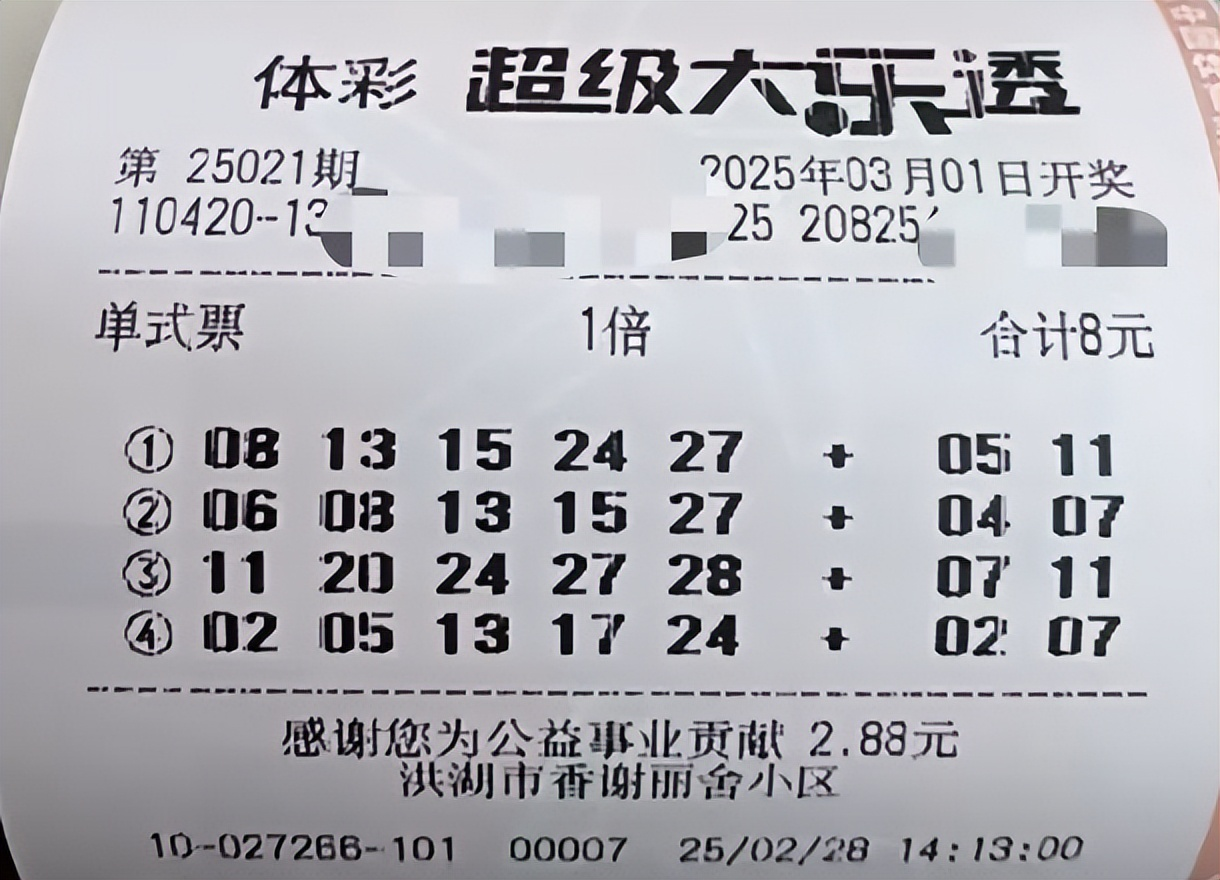 体彩 超级大乐透
第 25021期 2025年03月01日开奖
110420-13 25 20825
单式票 1倍 合计8元
① 08 13 15 24 27 + 05 11
② 06 08 13 15 27 + 04 07
③ 11 20 24 27 28 + 07 11
④ 02 05 13 17 24 + 02 07
感谢您为公益事业贡献 2.88元
洪湖市香谢丽舍小区
10-027266-101 00007 25/02/28 14:13:00